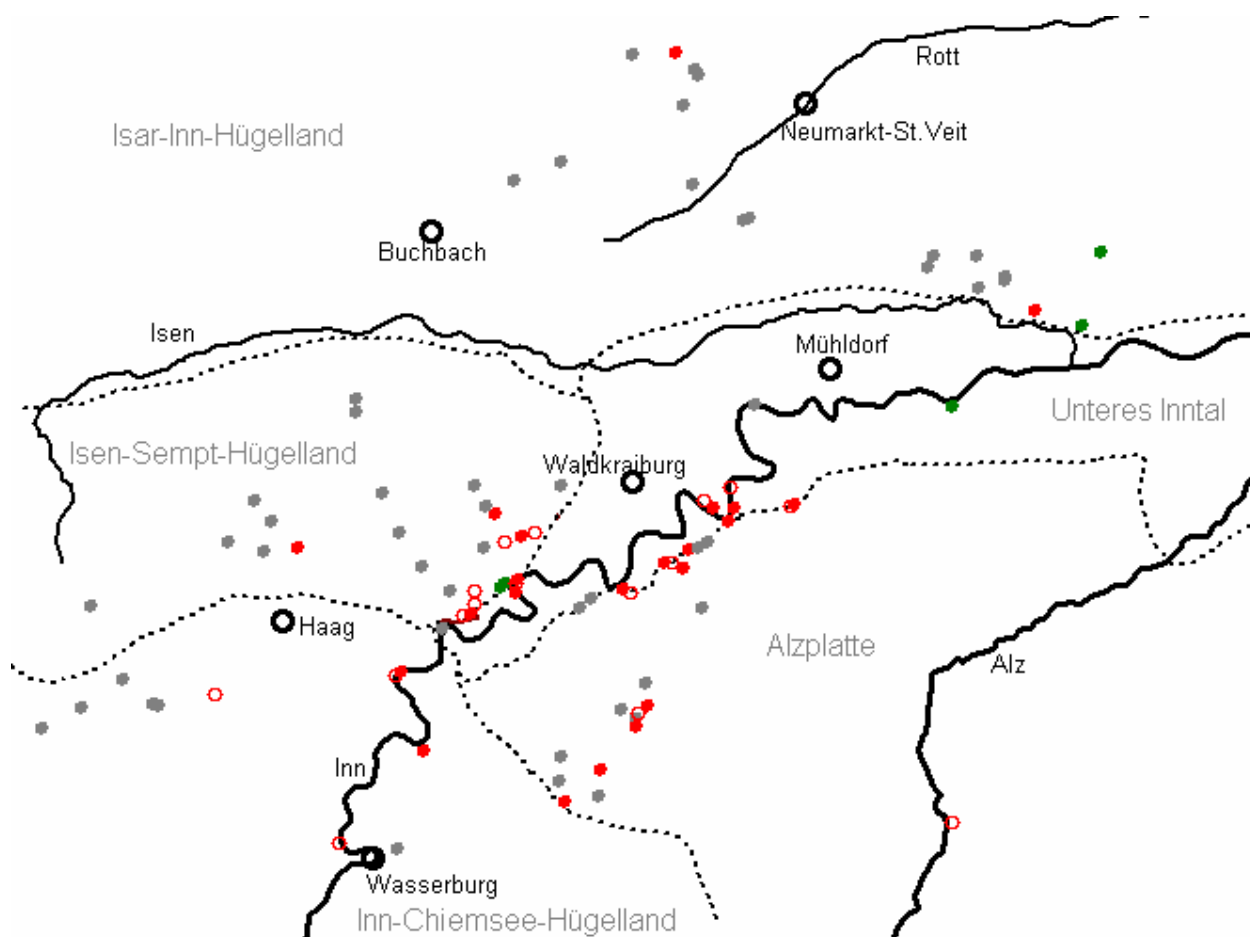 Rott
Isar-Inn-Hügelland
Neumarkt-St.Veit
Buchbach
Isen
Mühldorf
Unteres Inntal
Isen-Sempt-Hügelland
Waldkraiburg
Haag
Alzplatte
Alz
Inn
Wasserburg
Inn-Chiemsee-Hügelland